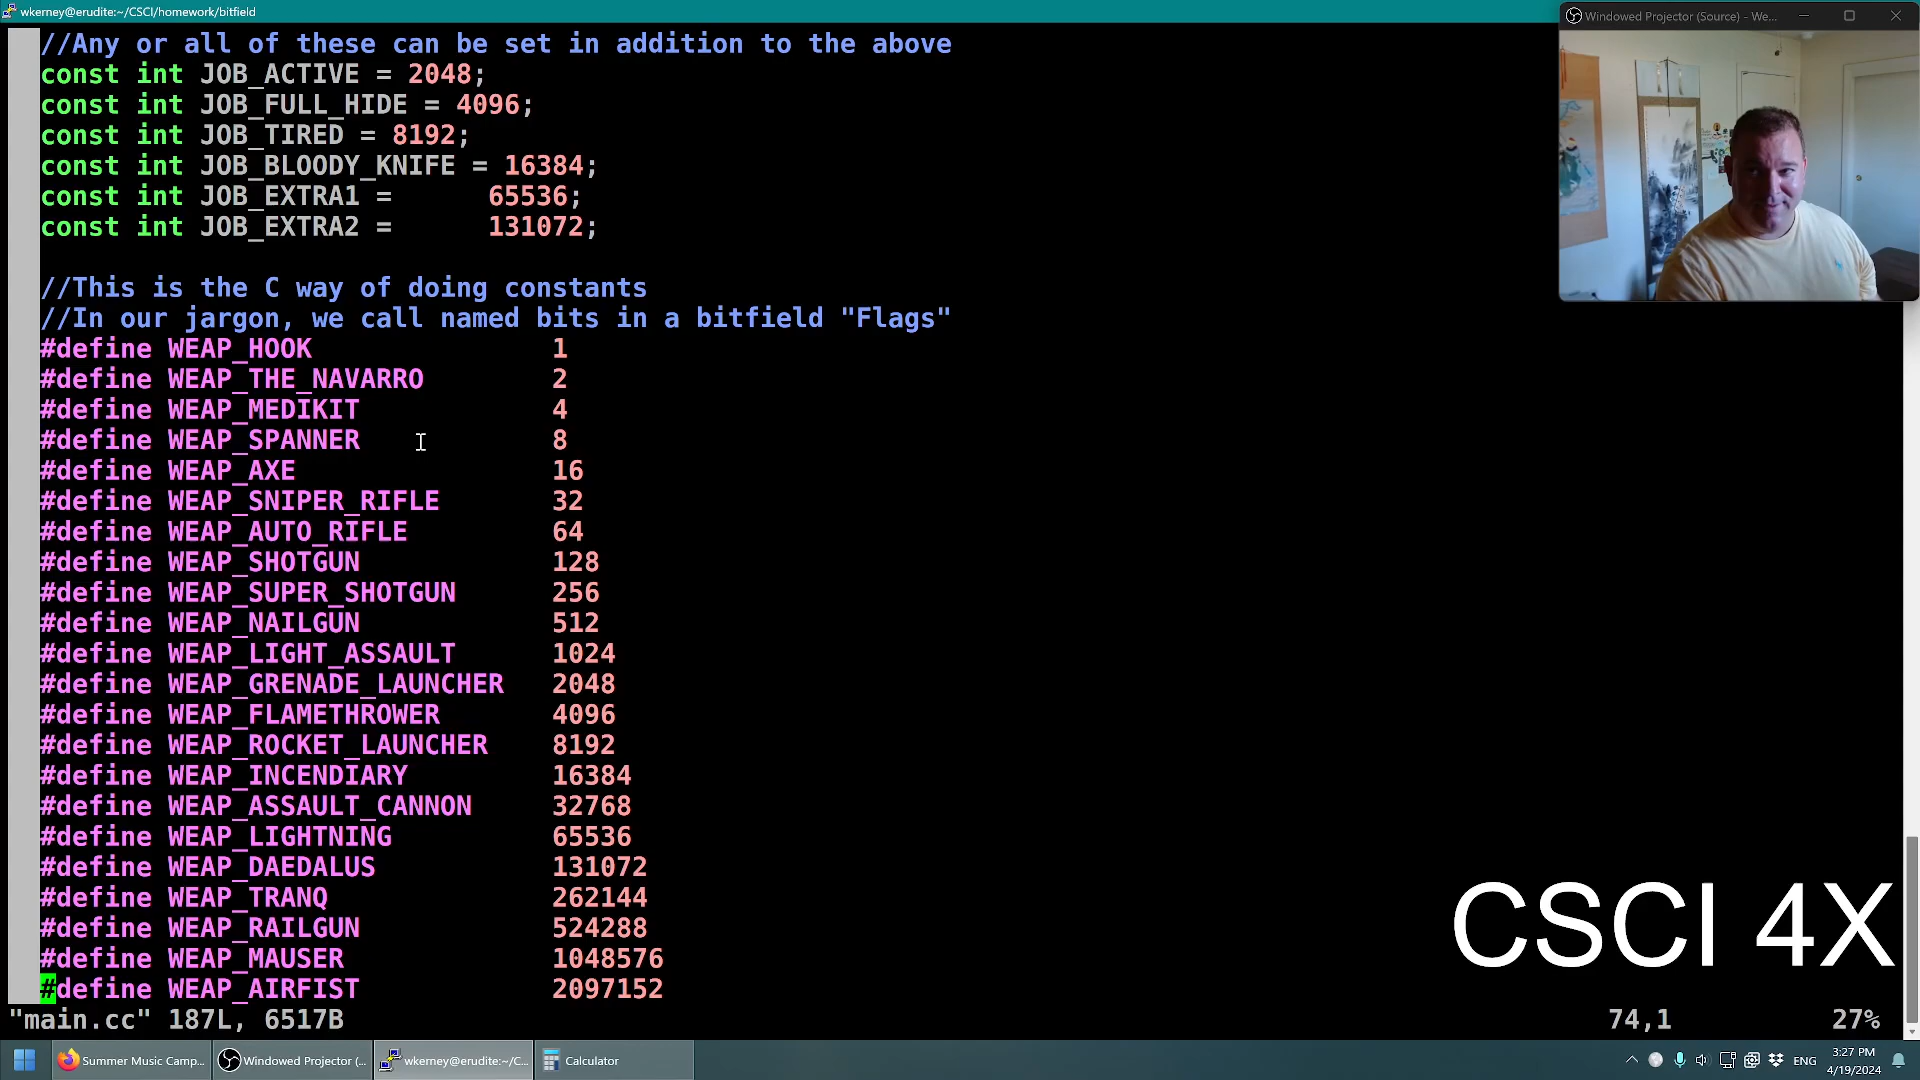 wkerney@erudite:~/CSCI/homework/bitfield
Windowed Projector (Source) - We...
//Any or all of these can be set in addition to the above
const int JOB_ACTIVE = 2048;
const int JOB_FULL_HIDE = 4096;
const int JOB_TIRED = 8192;
const int JOB_BLOODY_KNIFE = 16384;
const int JOB_EXTRA1 =      65536;
const int JOB_EXTRA2 =      131072;
//This is the C way of doing constants
//In our jargon, we call named bits in a bitfield "Flags"
#define WEAP_HOOK               1
#define WEAP_THE_NAVARRO        2
#define WEAP_MEDIKIT            4
#define WEAP_SPANNER            8
#define WEAP_AXE                16
#define WEAP_SNIPER_RIFLE       32
#define WEAP_AUTO_RIFLE         64
#define WEAP_SHOTGUN            128
#define WEAP_SUPER_SHOTGUN      256
#define WEAP_NAILGUN            512
#define WEAP_LIGHT_ASSAULT      1024
#define WEAP_GRENADE_LAUNCHER   2048
#define WEAP_FLAMETHROWER       4096
#define WEAP_ROCKET_LAUNCHER    8192
#define WEAP_INCENDIARY         16384
#define WEAP_ASSAULT_CANNON     32768
#define WEAP_LIGHTNING          65536
#define WEAP_DAEDALUS           131072
#define WEAP_TRANQ              262144
#define WEAP_RAILGUN            524288
#define WEAP_MAUSER             1048576
#define WEAP_AIRFIST            2097152
CSCI 4X
"main.cc" 187L, 6517B
74,1
27%
Summer Music Camp...
Windowed Projector (...
wkerney@erudite:~/C...
Calculator
ENG
3:27 PM
4/19/2024